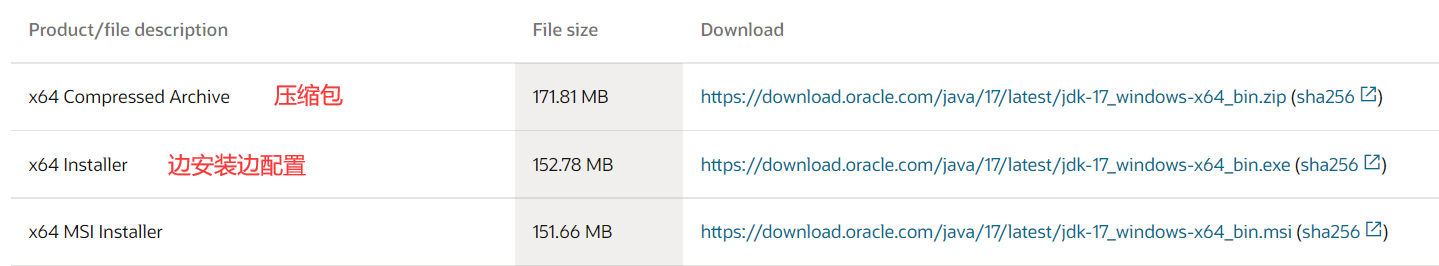 Product/file description File size Download
x64 Compressed Archive 压缩包 171.81 MB https://download.oracle.com/java/17/latest/jdk-17_windows-x64_bin.zip (sha256)
x64 Installer 边安装边配置 152.78 MB https://download.oracle.com/java/17/latest/jdk-17_windows-x64_bin.exe (sha256)
x64 MSI Installer 151.66 MB https://download.oracle.com/java/17/latest/jdk-17_windows-x64_bin.msi (sha256)